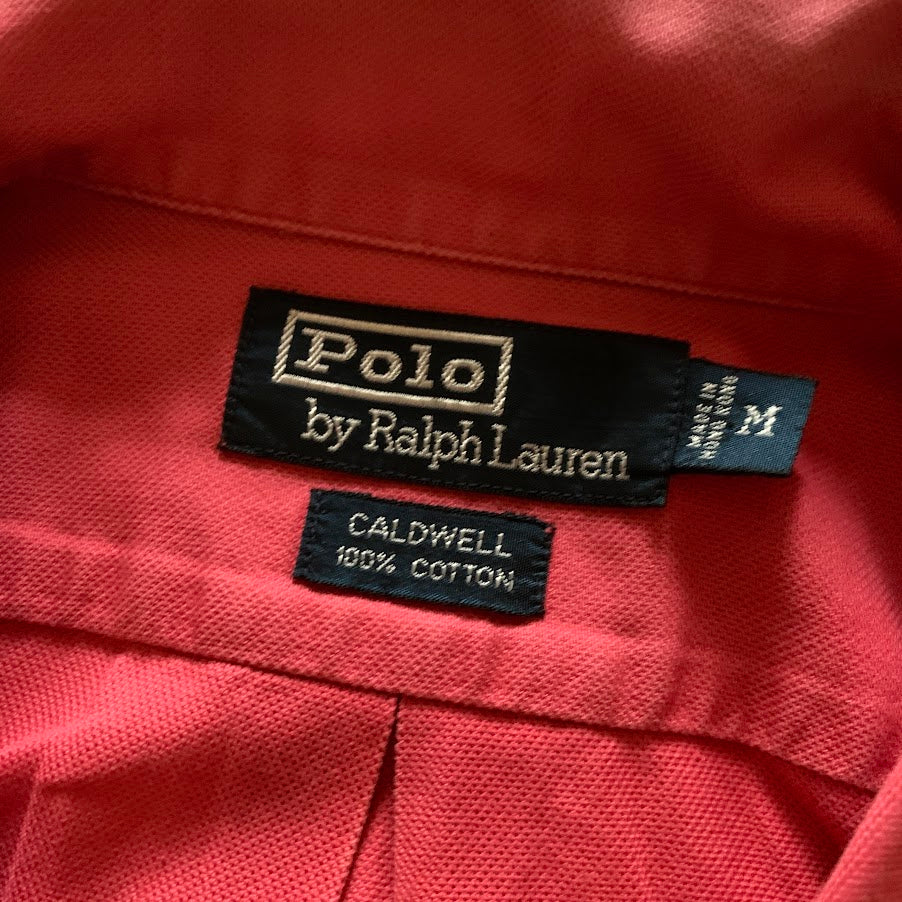 Polo
by Ralph Lauren
MADE IN
HONG KONG
M
CALDWELL
100% COTTON